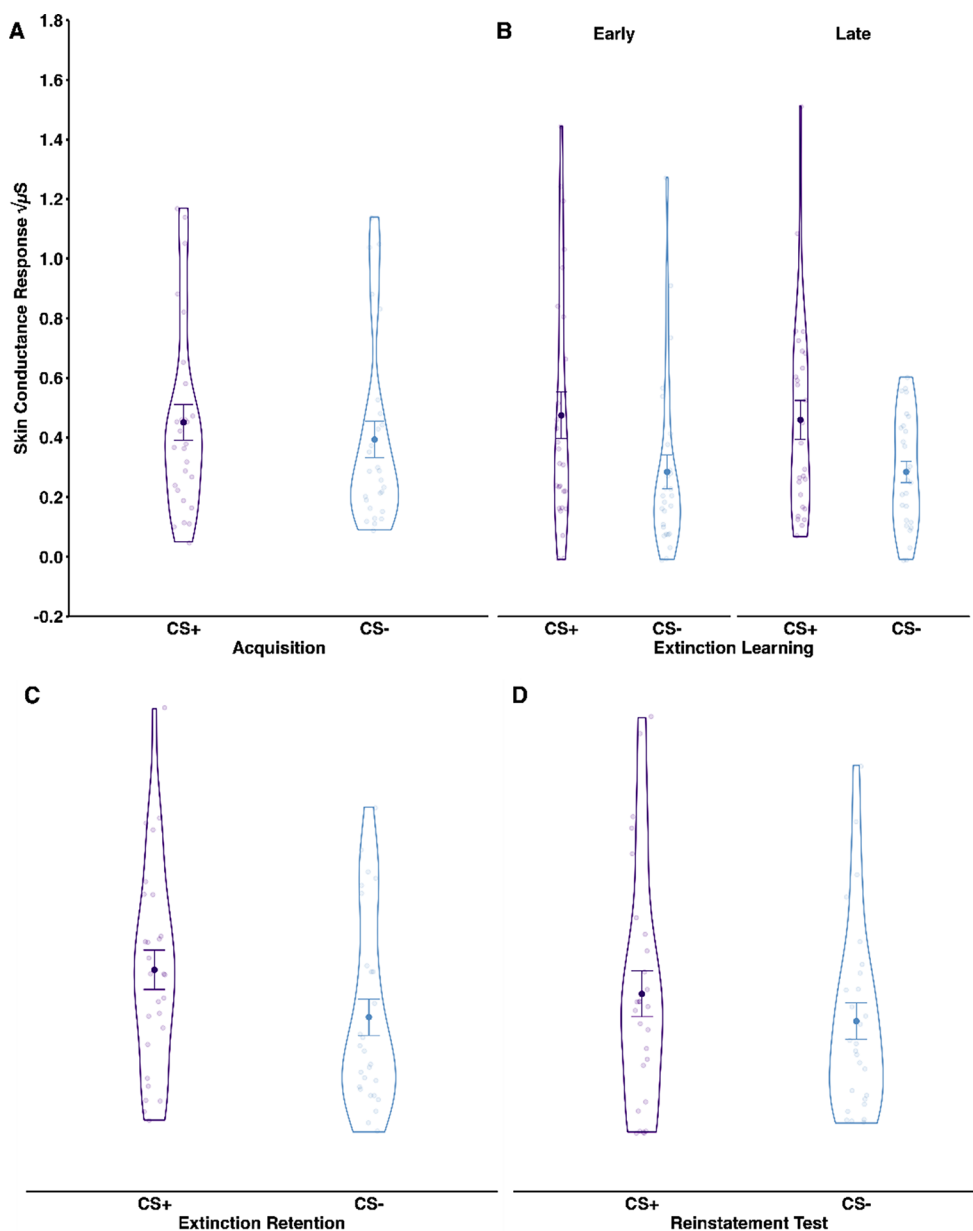 A
B
Early
Late
Skin Conductance Response √µS
1.8
1.6
1.4
1.2
1.0
0.8
0.6
0.4
0.2
0.0
-0.2
CS+
CS-
CS+
CS-
CS+
CS-
Acquisition
Extinction Learning
C
D
CS+
CS-
CS+
CS-
Extinction Retention
Reinstatement Test